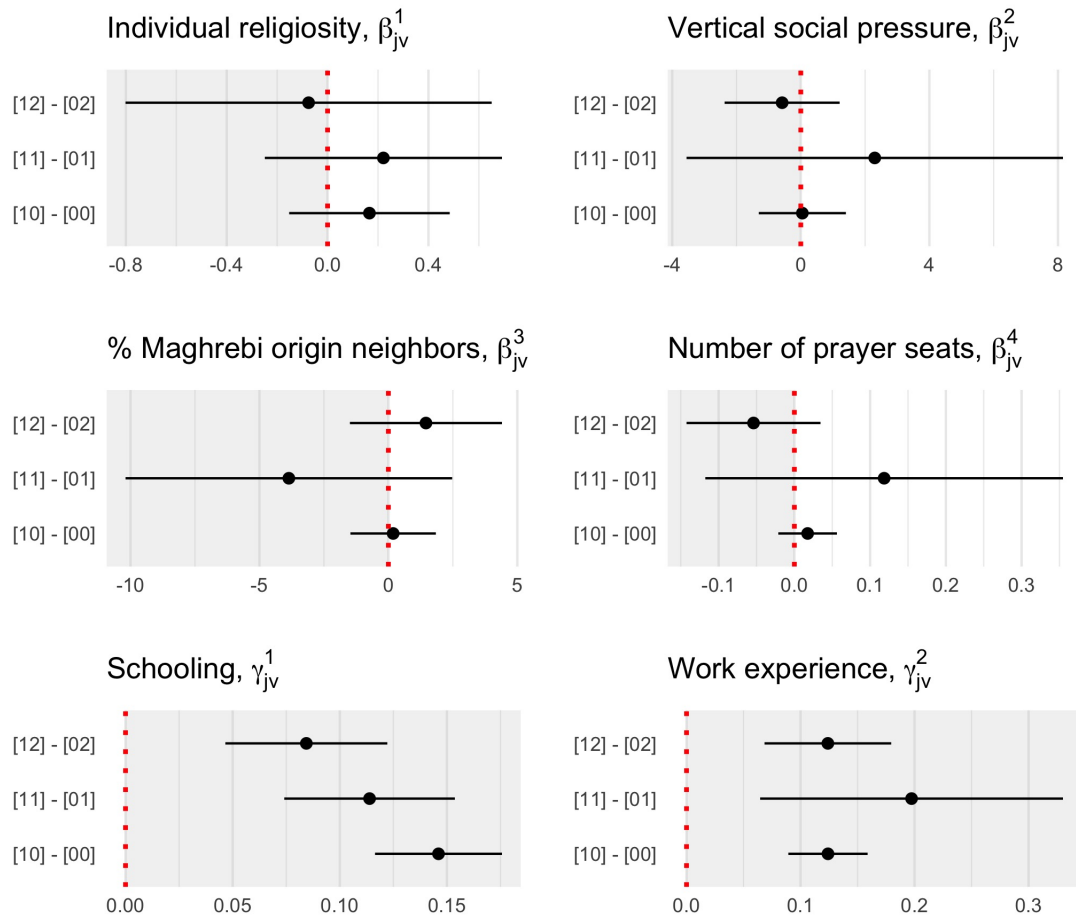 Individual religiosity, β¹ⱼᵥ
[12] - [02]
[11] - [01]
[10] - [00]
-0.8 -0.4 0.0 0.4
Vertical social pressure, β²ⱼᵥ
[12] - [02]
[11] - [01]
[10] - [00]
-4 0 4 8
% Maghrebi origin neighbors, β³ⱼᵥ
[12] - [02]
[11] - [01]
[10] - [00]
-10 -5 0 5
Number of prayer seats, β⁴ⱼᵥ
[12] - [02]
[11] - [01]
[10] - [00]
-0.1 0.0 0.1 0.2 0.3
Schooling, γ¹ⱼᵥ
[12] - [02]
[11] - [01]
[10] - [00]
0.00 0.05 0.10 0.15
Work experience, γ²ⱼᵥ
[12] - [02]
[11] - [01]
[10] - [00]
0.0 0.1 0.2 0.3